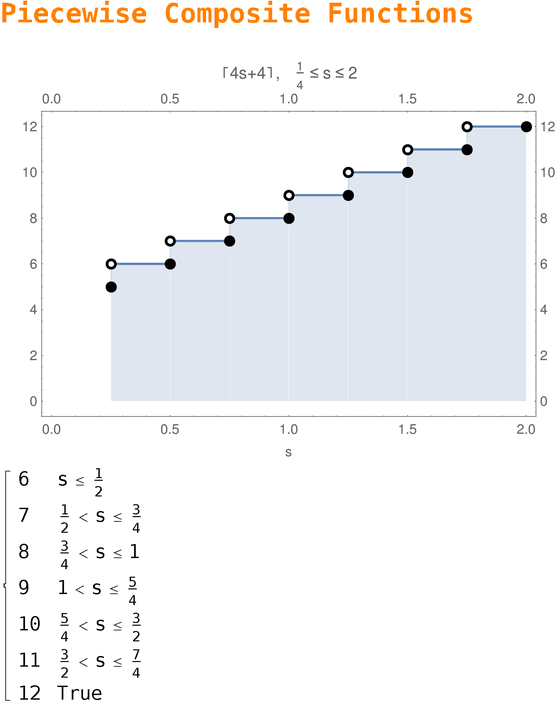 Piecewise Composite Functions
⌈4s+4⌉, 1/4 ≤ s ≤ 2
0.0 0.5 1.0 1.5 2.0
12 12
10 10
8 8
6 6
4 4
2 2
0 0
0.0 0.5 1.0 1.5 2.0
s
6 s ≤ 1/2
7 1/2 < s ≤ 3/4
8 3/4 < s ≤ 1
9 1 < s ≤ 5/4
10 5/4 < s ≤ 3/2
11 3/2 < s ≤ 7/4
12 True